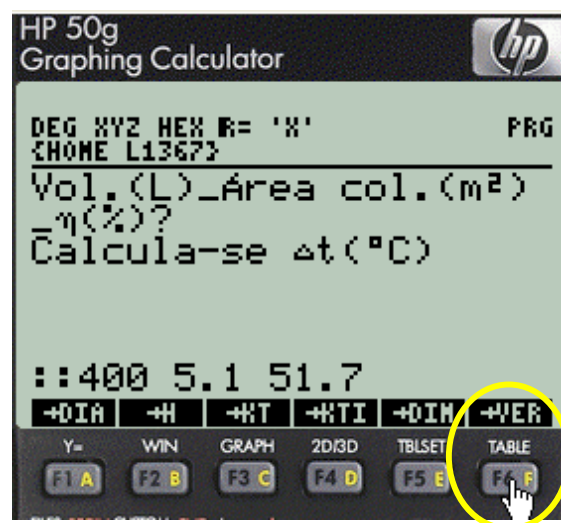 HP 50g
Graphing Calculator
hp
DEG XYZ HEX R= 'X' PRG
{HOME L1367}
Vol.(L)_Área col.(m²)
_η(%)?
Calcula-se △t(°C)
::400 5.1 51.7
→DIA →H →KT →KTI →DIM →VER
Y= WIN GRAPH 2D/3D TBLSET TABLE
F1 A F2 B F3 C F4 D F5 E F6 F